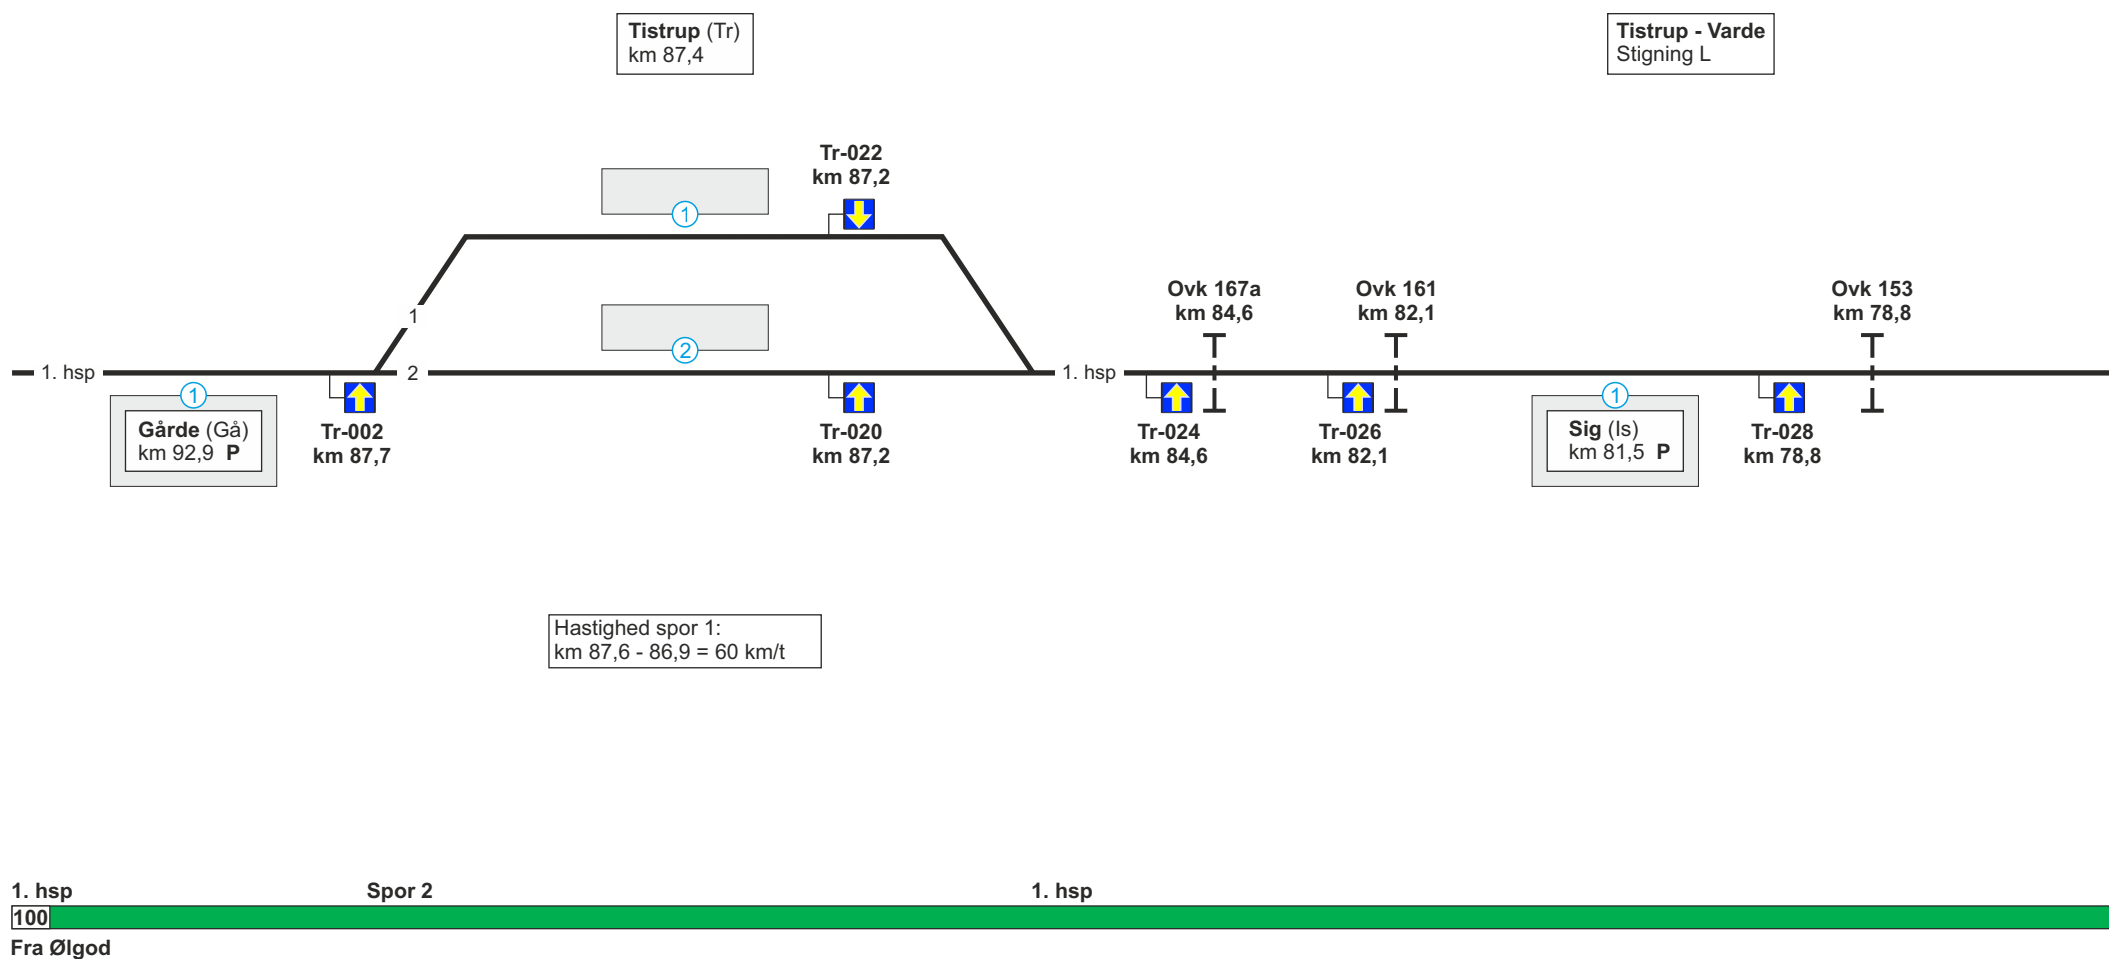 Tistrup (Tr)
km 87,4
Tistrup - Varde
Stigning L
Tr-022
km 87,2
1
1
2
Ovk 167a
km 84,6
Ovk 161
km 82,1
Ovk 153
km 78,8
1. hsp
2
1. hsp
1
Gårde (Gå)
km 92,9 P
Tr-002
km 87,7
Tr-020
km 87,2
Tr-024
km 84,6
Tr-026
km 82,1
1
Sig (Is)
km 81,5 P
Tr-028
km 78,8
Hastighed spor 1:
km 87,6 - 86,9 = 60 km/t
1. hsp
Spor 2
1. hsp
100
Fra Ølgod